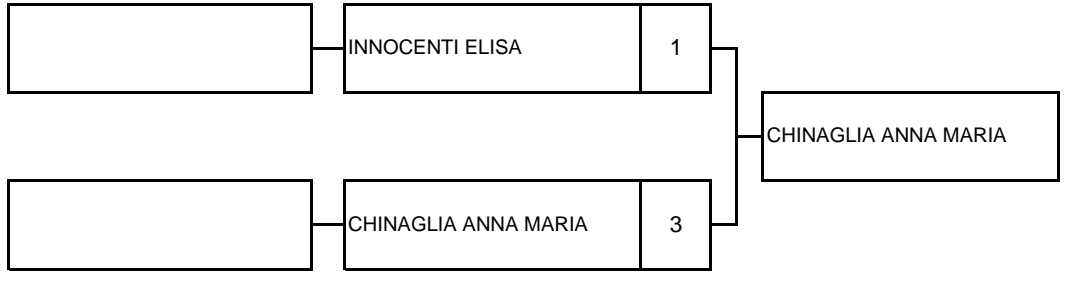 INNOCENTI ELISA 1
CHINAGLIA ANNA MARIA
CHINAGLIA ANNA MARIA 3